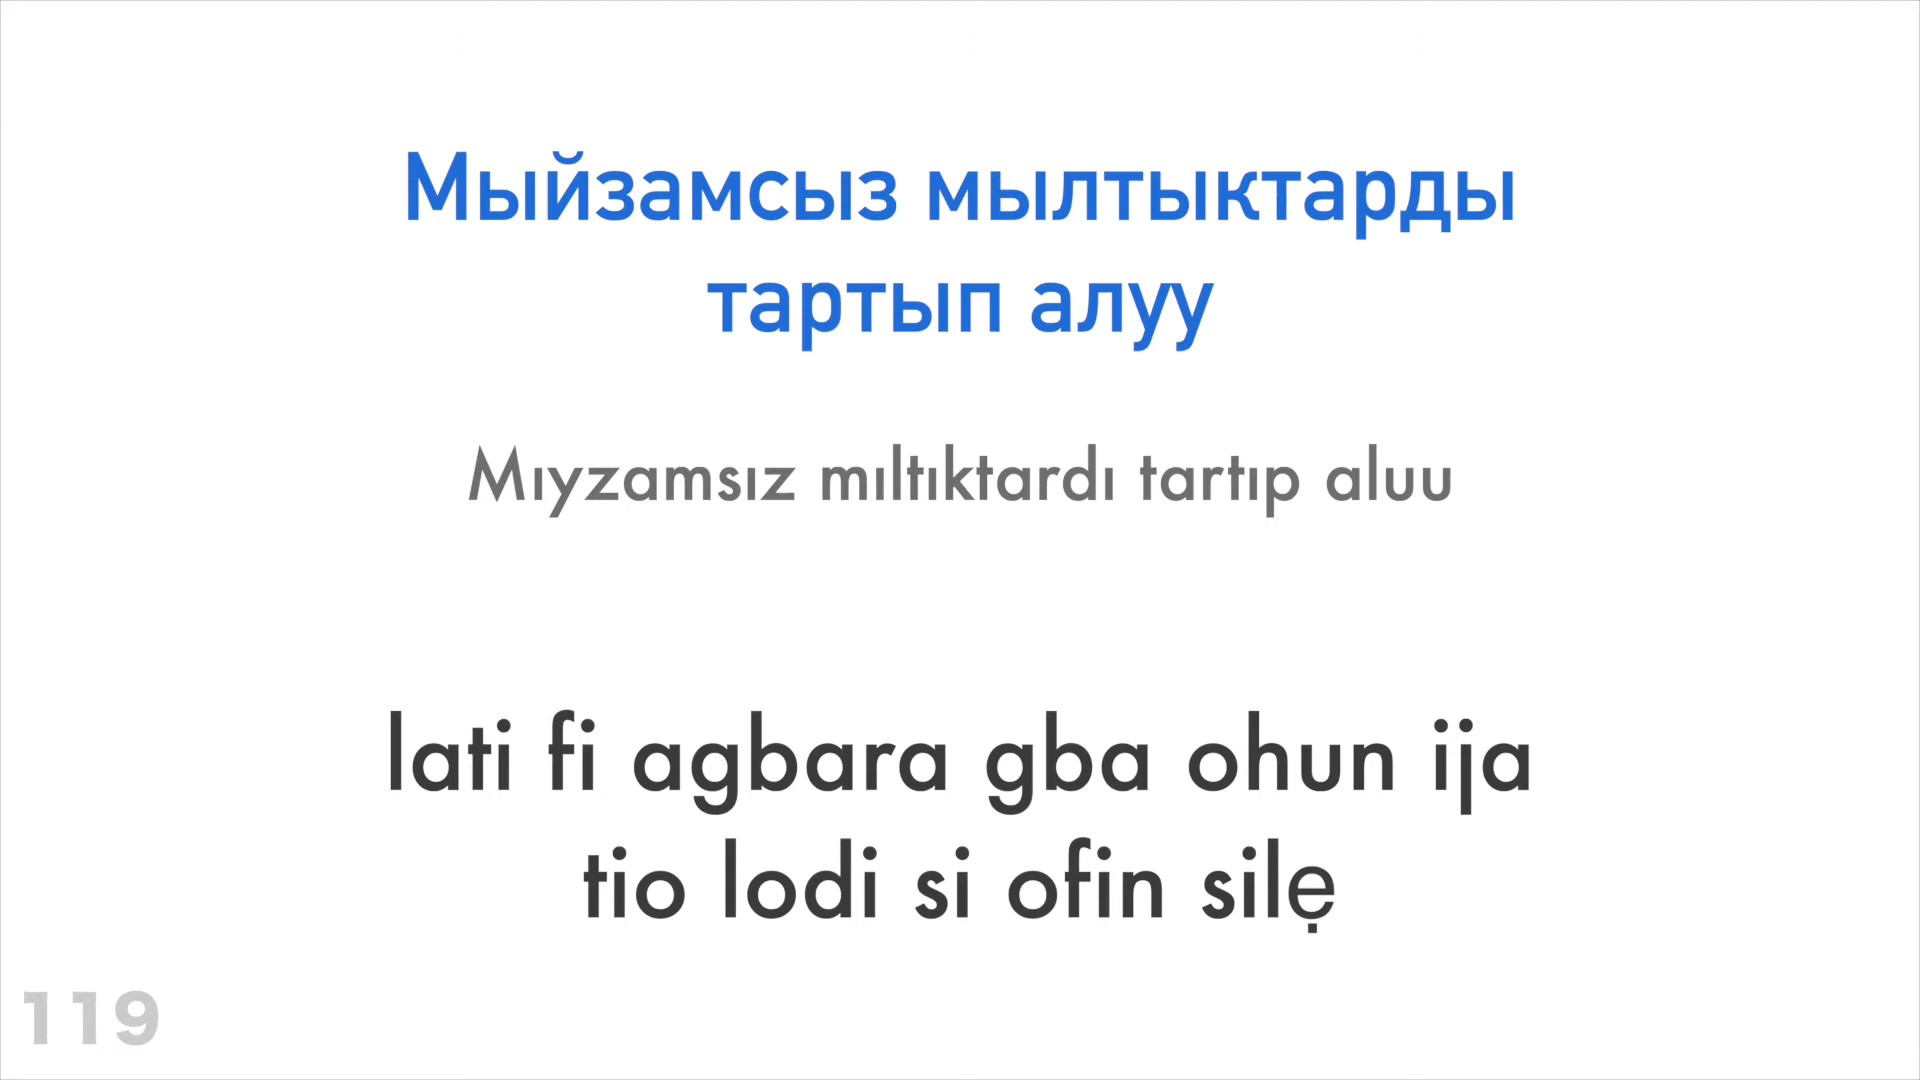 Мыйзамсыз мылтыктарды
тартып алуу
Mıyzamsız mıltıktardı tartıp aluu
lati fi agbara gba ohun ija
tio lodi si ofin silẹ
119